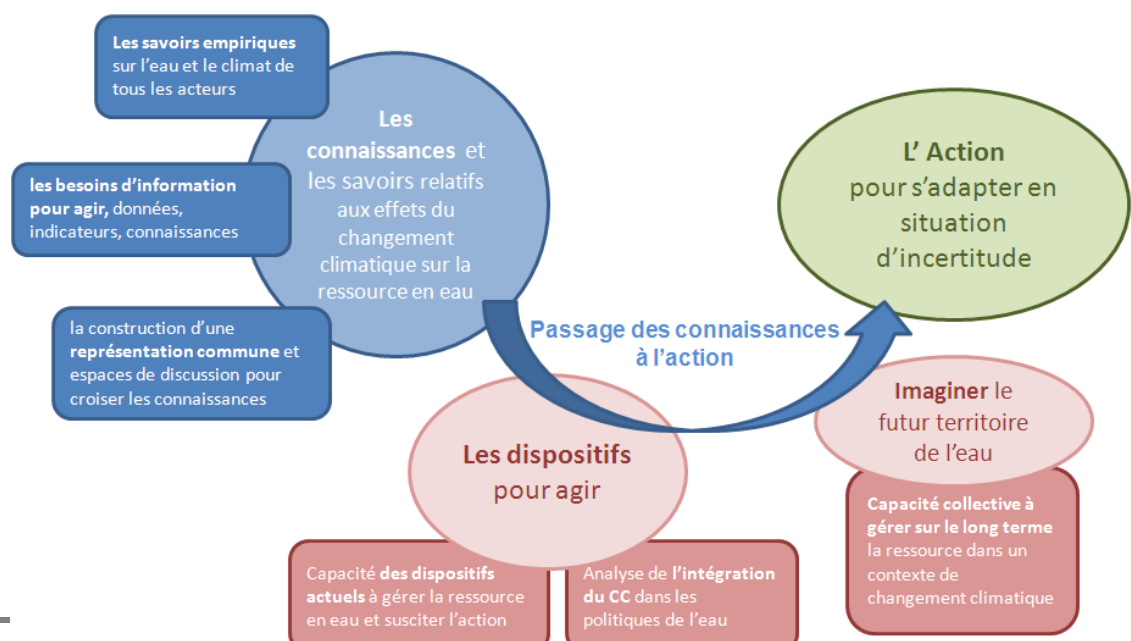 Les savoirs empiriques
sur l’eau et le climat de
tous les acteurs
les besoins d’information
pour agir, données,
indicateurs, connaissances
la construction d’une
représentation commune et
espaces de discussion pour
croiser les connaissances
Les
connaissances et
les savoirs relatifs
aux effets du
changement
climatique sur la
ressource en eau
L’ Action
pour s’adapter en
situation
d’incertitude
Passage des connaissances
à l’action
Les dispositifs
pour agir
Imaginer le
futur territoire
de l’eau
Capacité des dispositifs
actuels à gérer la ressource
en eau et susciter l’action
Analyse de l’intégration
du CC dans les
politiques de l’eau
Capacité collective à
gérer sur le long terme
la ressource dans un
contexte de
changement climatique